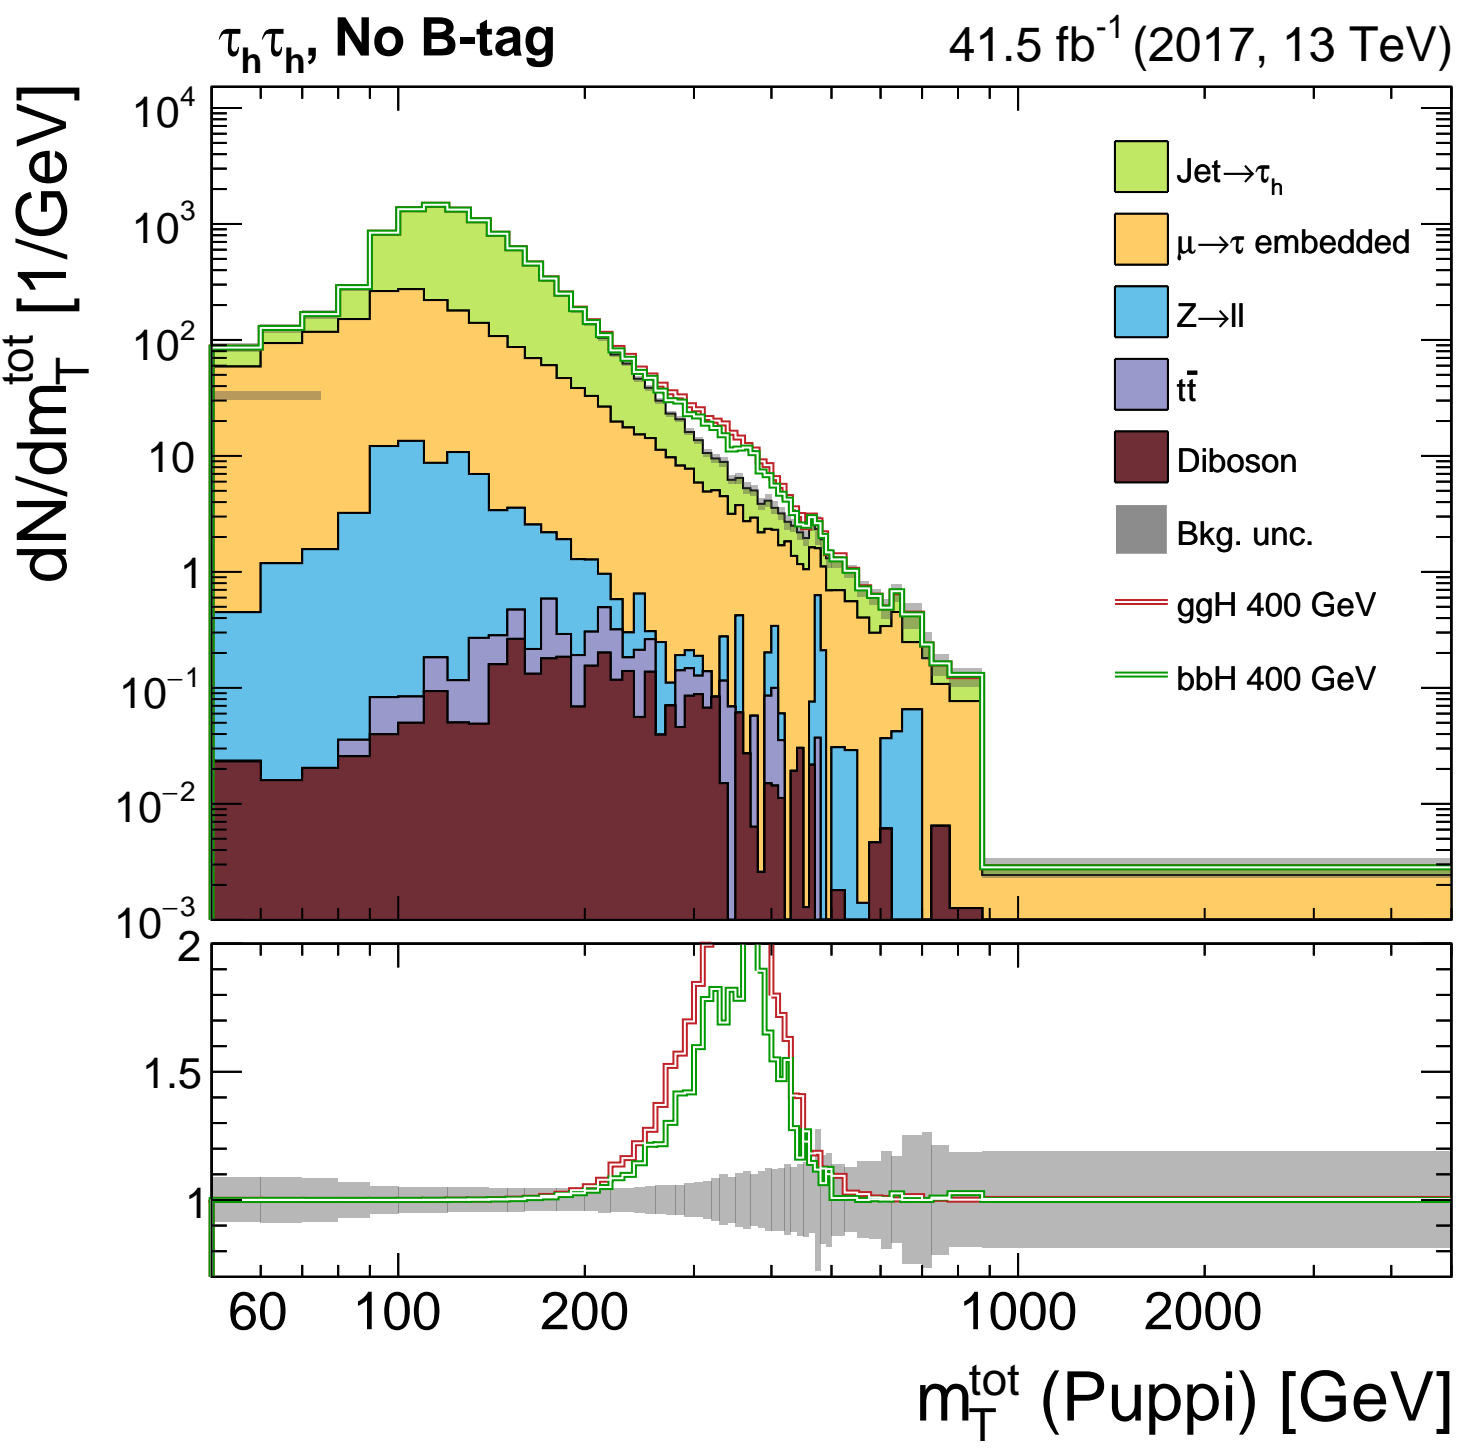 τhτh, No B-tag
41.5 fb-1 (2017, 13 TeV)
dN/dmTtot [1/GeV]
10^4
10^3
10^2
10
1
10^−1
10^−2
10^−3
Jet→τh
μ→τ embedded
Z→ll
tt̄
Diboson
Bkg. unc.
ggH 400 GeV
bbH 400 GeV
2
1.5
1
60 100 200 1000 2000
mTtot (Puppi) [GeV]